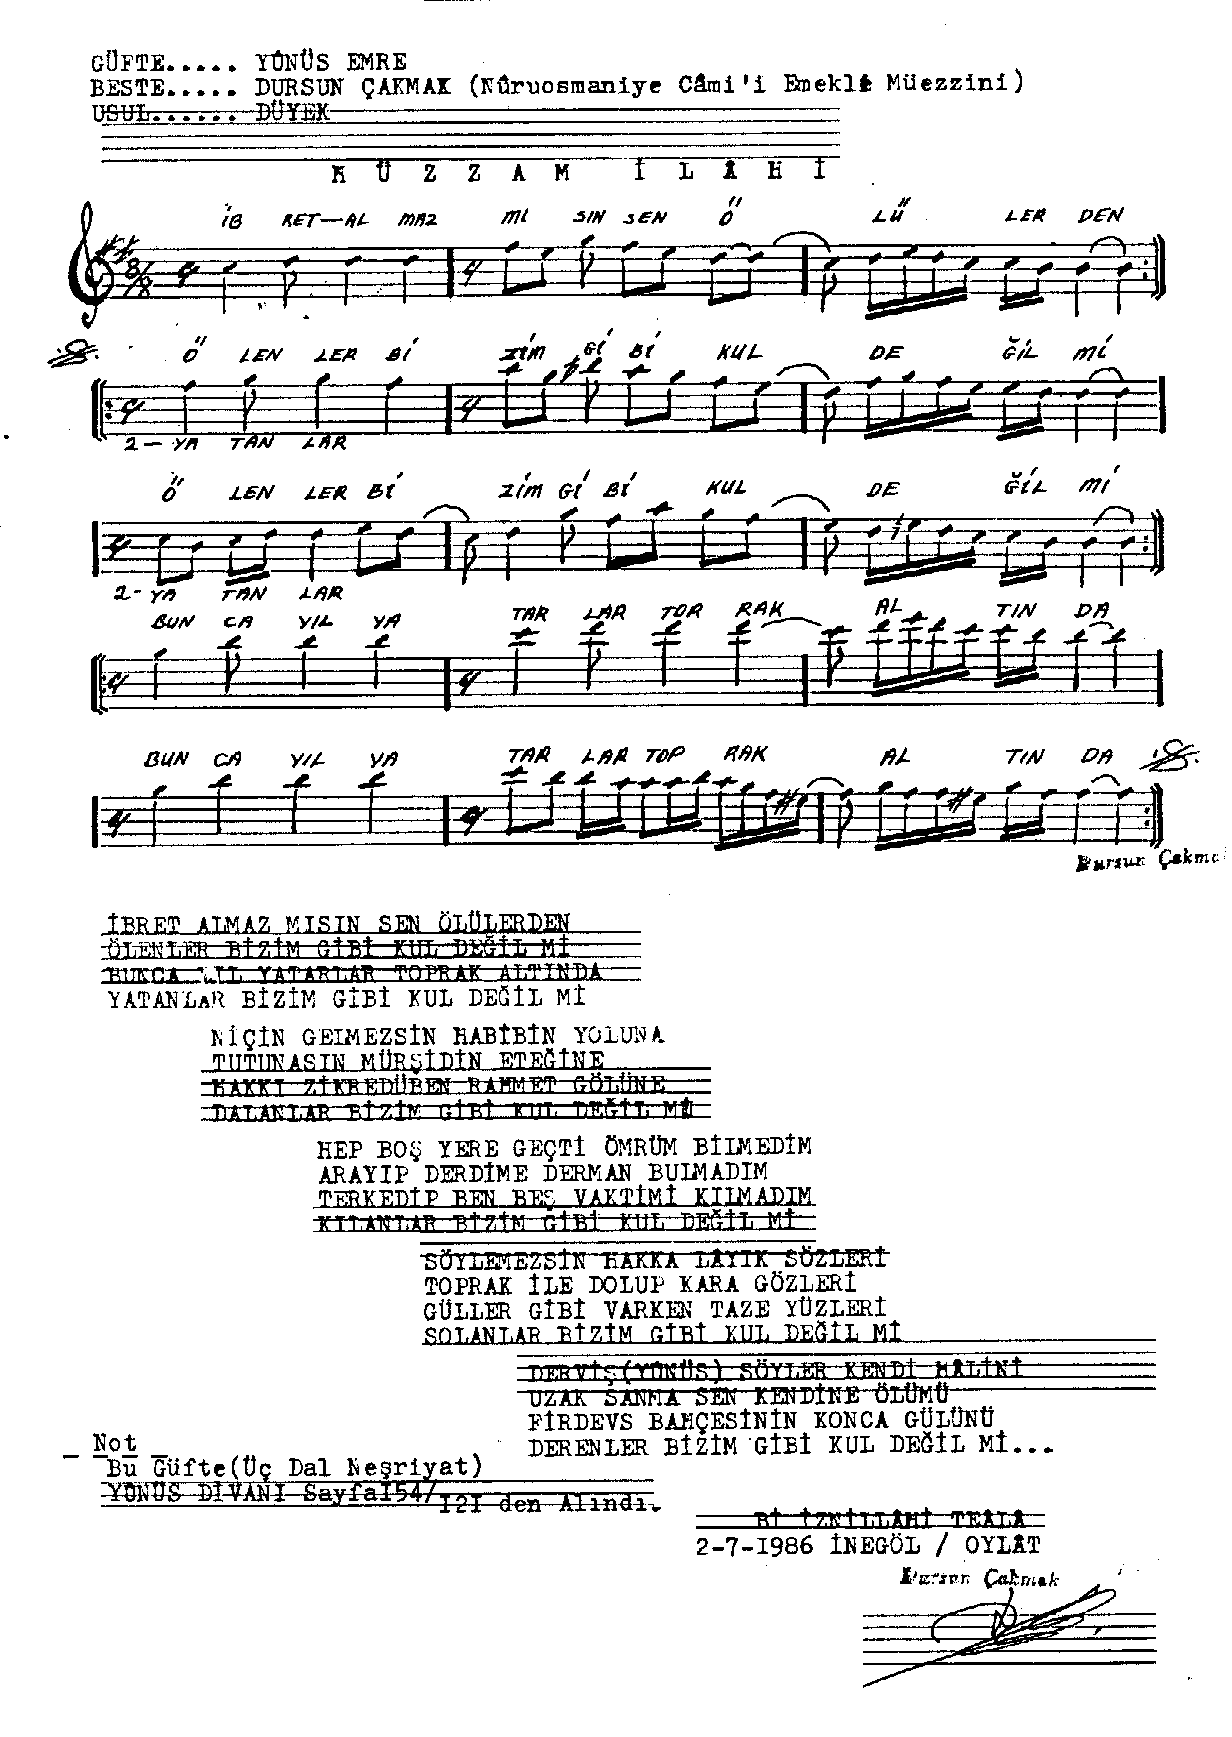 GÜFTE..... YÛNÜS EMRE
BESTE..... DURSUN ÇAKMAK (Nûruosmaniye Câmi'i Emekli Müezzini)
USUL...... DÜYEK
HÜZZAM İLÂHİ
İB RET-AL MAZ Mİ SIN SEN Ö LÜ LER DEN
8/8
Ö LEN LER Bİ ZİM Gİ Bİ KUL DE ĞİL Mİ
2- YA TAN LAR
Ö LEN LER Bİ ZİM Gİ Bİ KUL DE ĞİL Mİ
2- YA TAN LAR
BUN CA YIL YA TAR LAR TOP RAK AL TIN DA
BUN CA YIL YA TAR LAR TOP RAK AL TIN DA
Dursun Çakma
İBRET ALMAZ MISIN SEN ÖLÜLERDEN
ÖLENLER BİZİM GİBİ KUL DEĞİL Mİ
BUNCA YIL YATARLAR TOPRAK ALTINDA
YATANLAR BİZİM GİBİ KUL DEĞİL Mİ
NİÇİN GELMEZSİN HABİBİN YOLUNA
TUTUNASIN MÜRŞİDİN ETEĞİNE
HAKKI ZİKREDÜBEN RAHMET GÖLÜNE
DALANLAR BİZİM GİBİ KUL DEĞİL Mİ
HEP BOŞ YERE GEÇTİ ÖMRÜM BİLMEDİM
ARAYIP DERDİME DERMAN BULMADIM
TERKEDİP BEN BEŞ VAKTİMİ KILMADIM
KILANLAR BİZİM GİBİ KUL DEĞİL Mİ
SÖYLEMEZSİN HAKKA LAYIK SÖZLERİ
TOPRAK İLE DOLUP KARA GÖZLERİ
GÜLLER GİBİ VARKEN TAZE YÜZLERİ
SOLANLAR BİZİM GİBİ KUL DEĞİL Mİ
DERVİŞ(YÛNÜS) SÖYLER KENDİ HÂLİNİ
UZAK SANMA SEN KENDİNE ÖLÜMÜ
FİRDEVS BAHÇESİNİN KONCA GÜLÜNÜ
DERENLER BİZİM GİBİ KUL DEĞİL Mİ...
Not
Bu Güfte(Üç Dal Neşriyat)
YÛNÜS DİVANI Sayfa154/121 den Alındı.
Bİ İZNİLLÂHİ TEÂLÂ
2-7-1986 İNEGÖL / OYLÂT
Dursun Çakmak